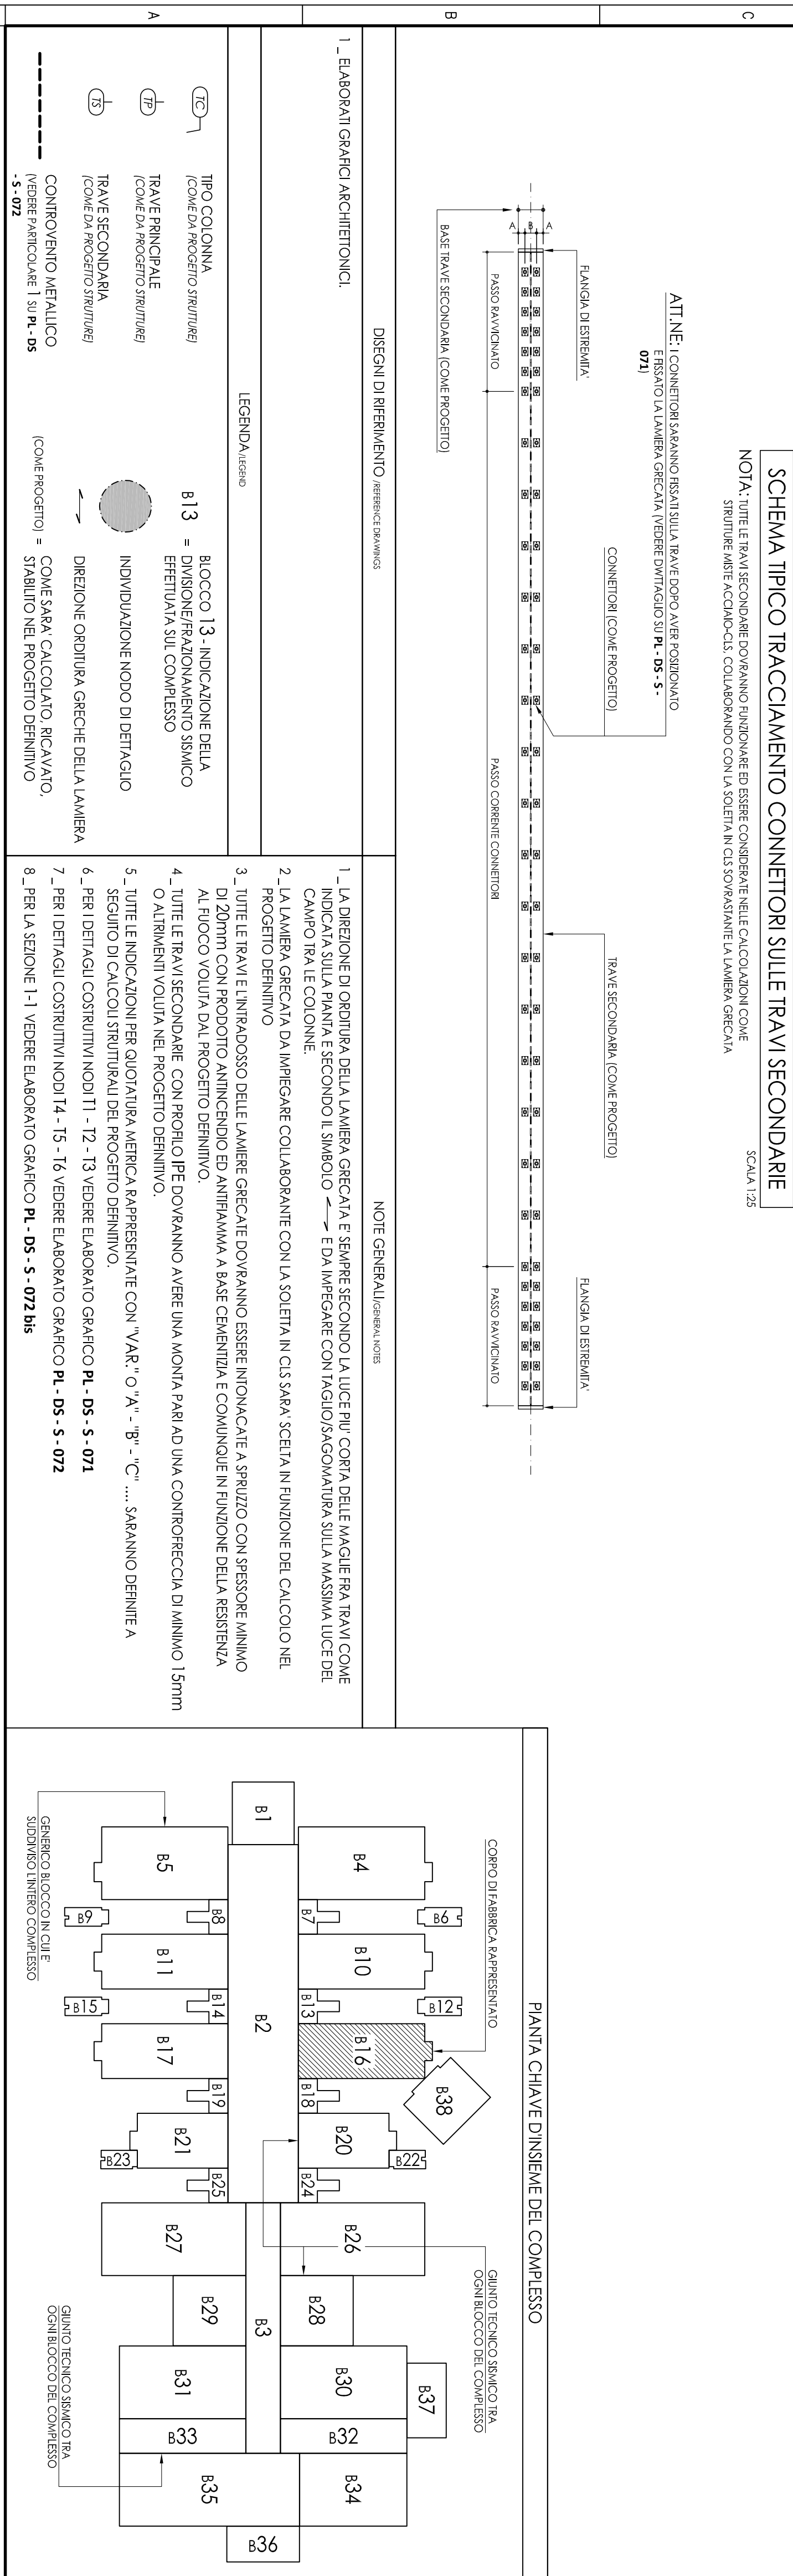 C
B
A
SCHEMA TIPICO TRACCIAMENTO CONNETTORI SULLE TRAVI SECONDARIE
SCALA 1:25
NOTA: TUTTE LE TRAVI SECONDARIE DOVRANNO FUNZIONARE ED ESSERE CONSIDERATE NELLE CALCOLAZIONI COME
STRUTTURE MISTE ACCIAIO-CLS. COLLABORANDO CON LA SOLETTA IN CLS SOVRASTANTE LA LAMIERA GRECATA
ATT.NE: I CONNETTORI SARANNO FISSATI SULLA TRAVE DOPO AVER POSIZIONATO
E FISSATO LA LAMIERA GRECATA (VEDERE DWTTAGLIO SU PL - DS - S -
071)
FLANGIA DI ESTREMITA'
CONNETTORI (COME PROGETTO)
TRAVE SECONDARIA (COME PROGETTO)
FLANGIA DI ESTREMITA'
A
B
A
PASSO RAVVICINATO
PASSO CORRENTE CONNETTORI
PASSO RAVVICINATO
BASE TRAVE SECONDARIA (COME PROGETTO)
DISEGNI DI RIFERIMENTO /REFERENCE DRAWINGS
1 _ ELABORATI GRAFICI ARCHITETTONICI.
LEGENDA/LEGEND
TC
TIPO COLONNA
(COME DA PROGETTO STRUTTURE)
TP
TRAVE PRINCIPALE
(COME DA PROGETTO STRUTTURE)
TS
TRAVE SECONDARIA
(COME DA PROGETTO STRUTTURE)
CONTROVENTO METALLICO
(VEDERE PARTICOLARE 1 SU PL - DS
- S - 072
B13 =
BLOCCO 13 - INDICAZIONE DELLA
DIVISIONE/FRAZIONAMENTO SISMICO
EFFETTUATA SUL COMPLESSO
INDIVIDUAZIONE NODO DI DETTAGLIO
DIREZIONE ORDITURA GRECHE DELLA LAMIERA
(COME PROGETTO) =
COME SARA' CALCOLATO, RICAVATO,
STABILITO NEL PROGETTO DEFINITIVO
NOTE GENERALI/GENERAL NOTES
1 _ LA DIREZIONE DI ORDITURA DELLA LAMIERA GRECATA E' SEMPRE SECONDO LA LUCE PIU' CORTA DELLE MAGLIE FRA TRAVI COME
INDICATA SULLA PIANTA E SECONDO IL SIMBOLO E DA IMPEGARE CON TAGLIO/SAGOMATURA SULLA MASSIMA LUCE DEL
CAMPO TRA LE COLONNE.
2 _ LA LAMIERA GRECATA DA IMPIEGARE COLLABORANTE CON LA SOLETTA IN CLS SARA' SCELTA IN FUNZIONE DEL CALCOLO NEL
PROGETTO DEFINITIVO
3 _ TUTTE LE TRAVI E L'INTRADOSSO DELLE LAMIERE GRECATE DOVRANNO ESSERE INTONACATE A SPRUZZO CON SPESSORE MINIMO
DI 20mm CON PRODOTTO ANTINCENDIO ED ANTIFIAMMA A BASE CEMENTIZIA E COMUNQUE IN FUNZIONE DELLA RESISTENZA
AL FUOCO VOLUTA DAL PROGETTO DEFINITIVO.
4 _ TUTTE LE TRAVI SECONDARIE CON PROFILO IPE DOVRANNO AVERE UNA MONTA PARI AD UNA CONTROFRECCIA DI MINIMO 15mm
O ALTRIMENTI VOLUTA NEL PROGETTO DEFINITIVO.
5 _ TUTTE LE INDICAZIONI PER QUOTATURA METRICA RAPPRESENTATE CON "VAR." O "A" - "B" - "C" .... SARANNO DEFINITE A
SEGUITO DI CALCOLI STRUTTURALI DEL PROGETTO DEFINITIVO.
6 _ PER I DETTAGLI COSTRUTTIVI NODI T1 - T2 - T3 VEDERE ELABORATO GRAFICO PL - DS - S - 071
7 _ PER I DETTAGLI COSTRUTTIVI NODI T4 - T5 - T6 VEDERE ELABORATO GRAFICO PL - DS - S - 072
8 _ PER LA SEZIONE 1-1 VEDERE ELABORATO GRAFICO PL - DS - S - 072 bis
PIANTA CHIAVE D'INSIEME DEL COMPLESSO
CORPO DI FABBRICA RAPPRESENTATO
GIUNTO TECNICO SISMICO TRA
OGNI BLOCCO DEL COMPLESSO
B6
B12
B38
B22
B37
B4
B7
B10
B13
B16
B18
B20
B24
B26
B28
B30
B32
B34
B1
B2
B3
B5
B8
B11
B14
B17
B19
B21
B25
B27
B29
B31
B33
B35
B36
B9
B15
B23
GENERICO BLOCCO IN CUI E'
SUDDIVISO L'INTERO COMPLESSO
GIUNTO TECNICO SISMICO TRA
OGNI BLOCCO DEL COMPLESSO